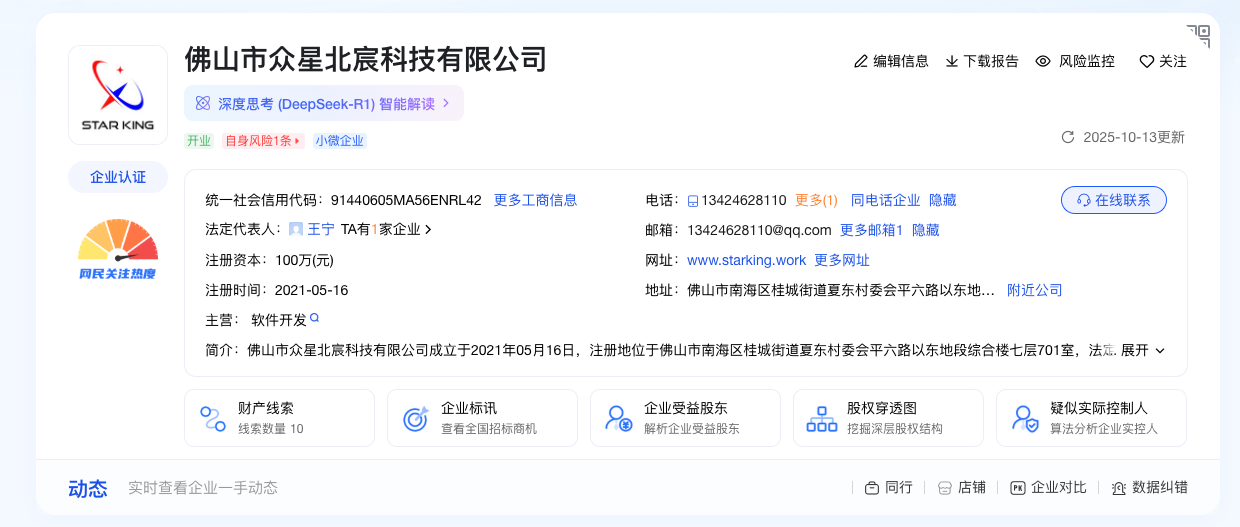 佛山市众星北宸科技有限公司
编辑信息 下载报告 风险监控 关注
深度思考 (DeepSeek-R1) 智能解读
STAR KING
开业 自身风险1条 小微企业
2025-10-13更新
企业认证
统一社会信用代码：91440605MA56ENRL42 更多工商信息
电话：13424628110 更多(1) 同电话企业 隐藏
在线联系
法定代表人：王宁 TA有1家企业
邮箱：13424628110@qq.com 更多邮箱1 隐藏
注册资本：100万(元)
网址：www.starking.work 更多网址
网民关注热度
注册时间：2021-05-16
地址：佛山市南海区桂城街道夏东村委会平六路以东地... 附近公司
主营：软件开发
简介：佛山市众星北宸科技有限公司成立于2021年05月16日，注册地位于佛山市南海区桂城街道夏东村委会平六路以东地段综合楼七层701室，法定. 展开
财产线索
线索数量 10
企业标讯
查看全国招标商机
企业受益股东
解析企业受益股东
股权穿透图
挖掘深层股权结构
疑似实际控制人
算法分析企业实控人
动态 实时查看企业一手动态
同行 店铺 PK 企业对比 数据纠错